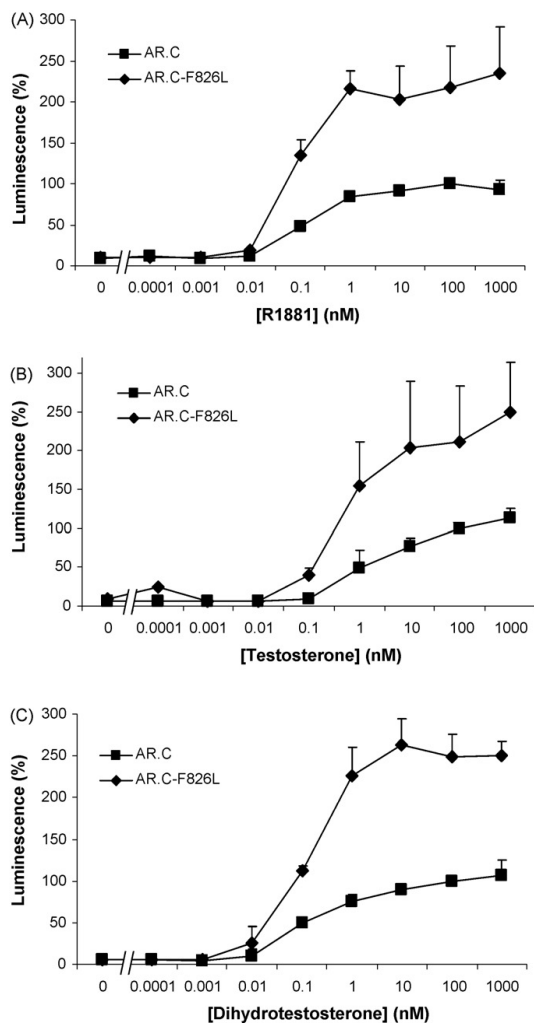 (A)
300
250
200
150
100
50
0
Luminescence (%)
AR.C
AR.C-F826L
0 0.0001 0.001 0.01 0.1 1 10 100 1000
[R1881] (nM)
(B)
300
250
200
150
100
50
0
Luminescence (%)
AR.C
AR.C-F826L
0 0.0001 0.001 0.01 0.1 1 10 100 1000
[Testosterone] (nM)
(C)
300
250
200
150
100
50
0
Luminescence (%)
AR.C
AR.C-F826L
0 0.0001 0.001 0.01 0.1 1 10 100 1000
[Dihydrotestosterone] (nM)